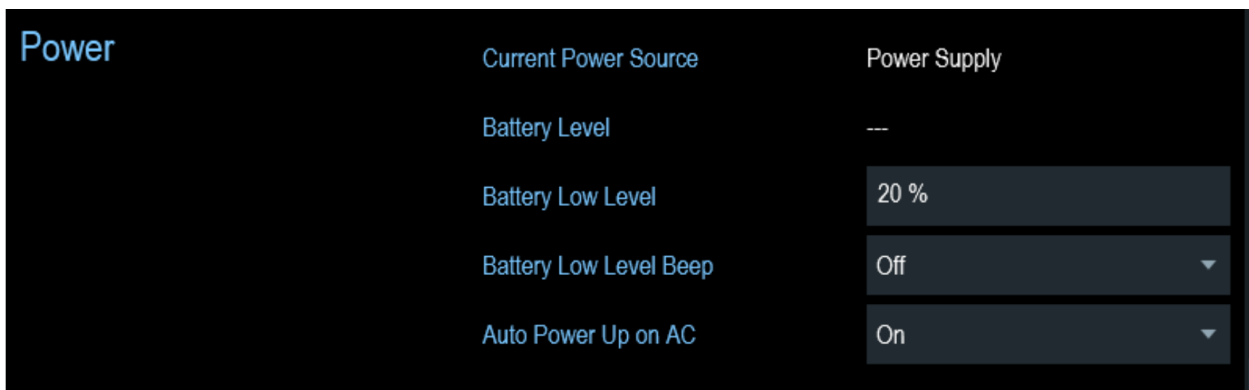 Power
Current Power Source Power Supply
Battery Level ---
Battery Low Level 20 %
Battery Low Level Beep Off
Auto Power Up on AC On